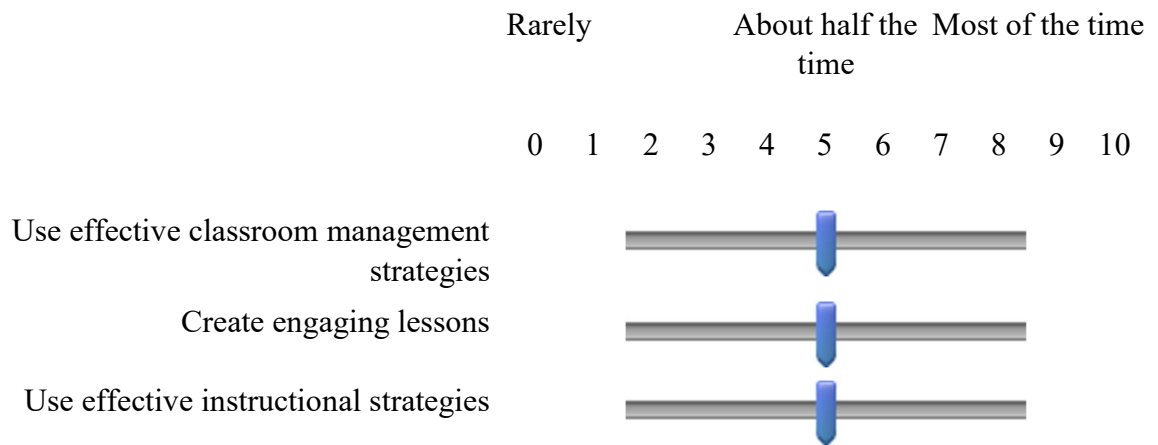 Rarely About half the Most of the time
time
0 1 2 3 4 5 6 7 8 9 10
Use effective classroom management
strategies
Create engaging lessons
Use effective instructional strategies